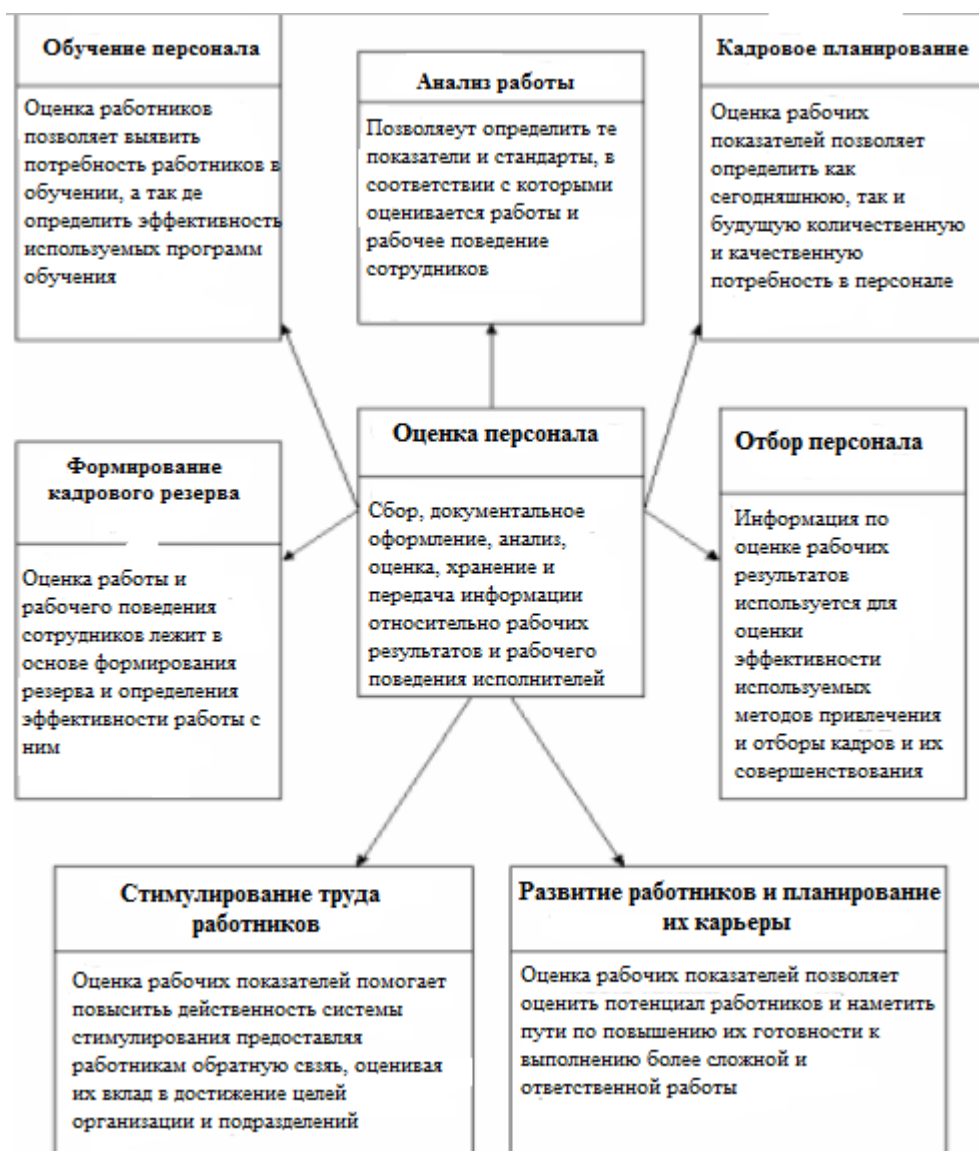 Обучение персонала
Оценка работников
позволяет выявить
потребность работников в
обучении, а так де
определить эффективность
используемых программ
обучения
Анализ работы
Позволяеут определить те
показатели и стандарты, в
соответствии с которыми
оценивается работы и
рабочее поведение
сотрудников
Кадровое планирование
Оценка рабочих
показателей позволяет
определить как
сегодняшнюю, так и
будущую количественную
и качественную
потребность в персонале
Формирование
кадрового резерва
Оценка работы и
рабочего поведения
сотрудников лежит в
основе формирования
резерва и определения
эффективности работы с
ним
Оценка персонала
Сбор, документальное
оформление, анализ,
оценка, хранение и
передача информации
относительно рабочих
результатов и рабочего
поведения исполнителей
Отбор персонала
Информация по
оценке рабочих
результатов
используется для
оценки
эффективности
используемых
методов привлечения
и отборы кадров и их
совершенствования
Стимулирование труда
работников
Оценка рабочих показателей помогает
повыситьь действенность системы
стимулирования предоставляя
работникам обратную свзяь, оценивая
их вклад в достижение целей
организации и подразделений
Развитие работников и планирование
их карьеры
Оценка рабочих показателей позволяет
оценить потенциал работников и наметить
пути по повышению их готовности к
выполнению более сложной и
ответственной работы